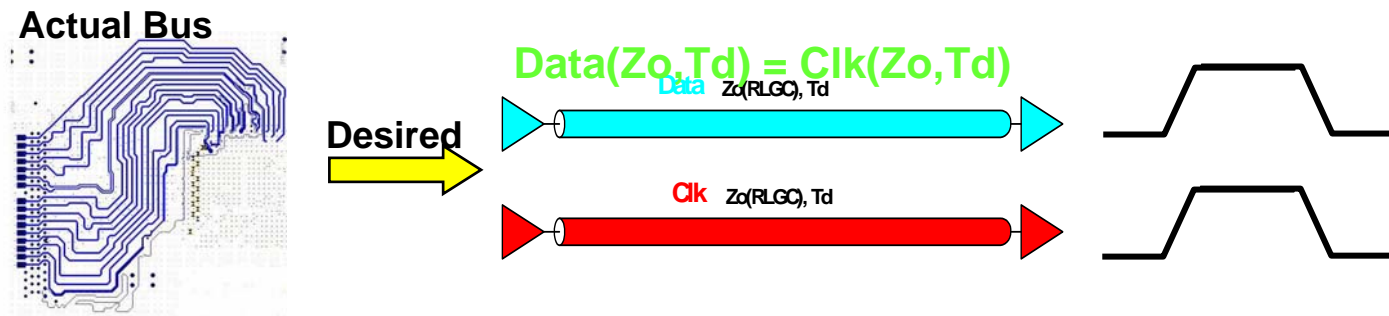 Actual Bus
Data(Zo,Td) = Clk(Zo,Td)
Data Zo(RLGC), Td
Desired
Clk Zo(RLGC), Td